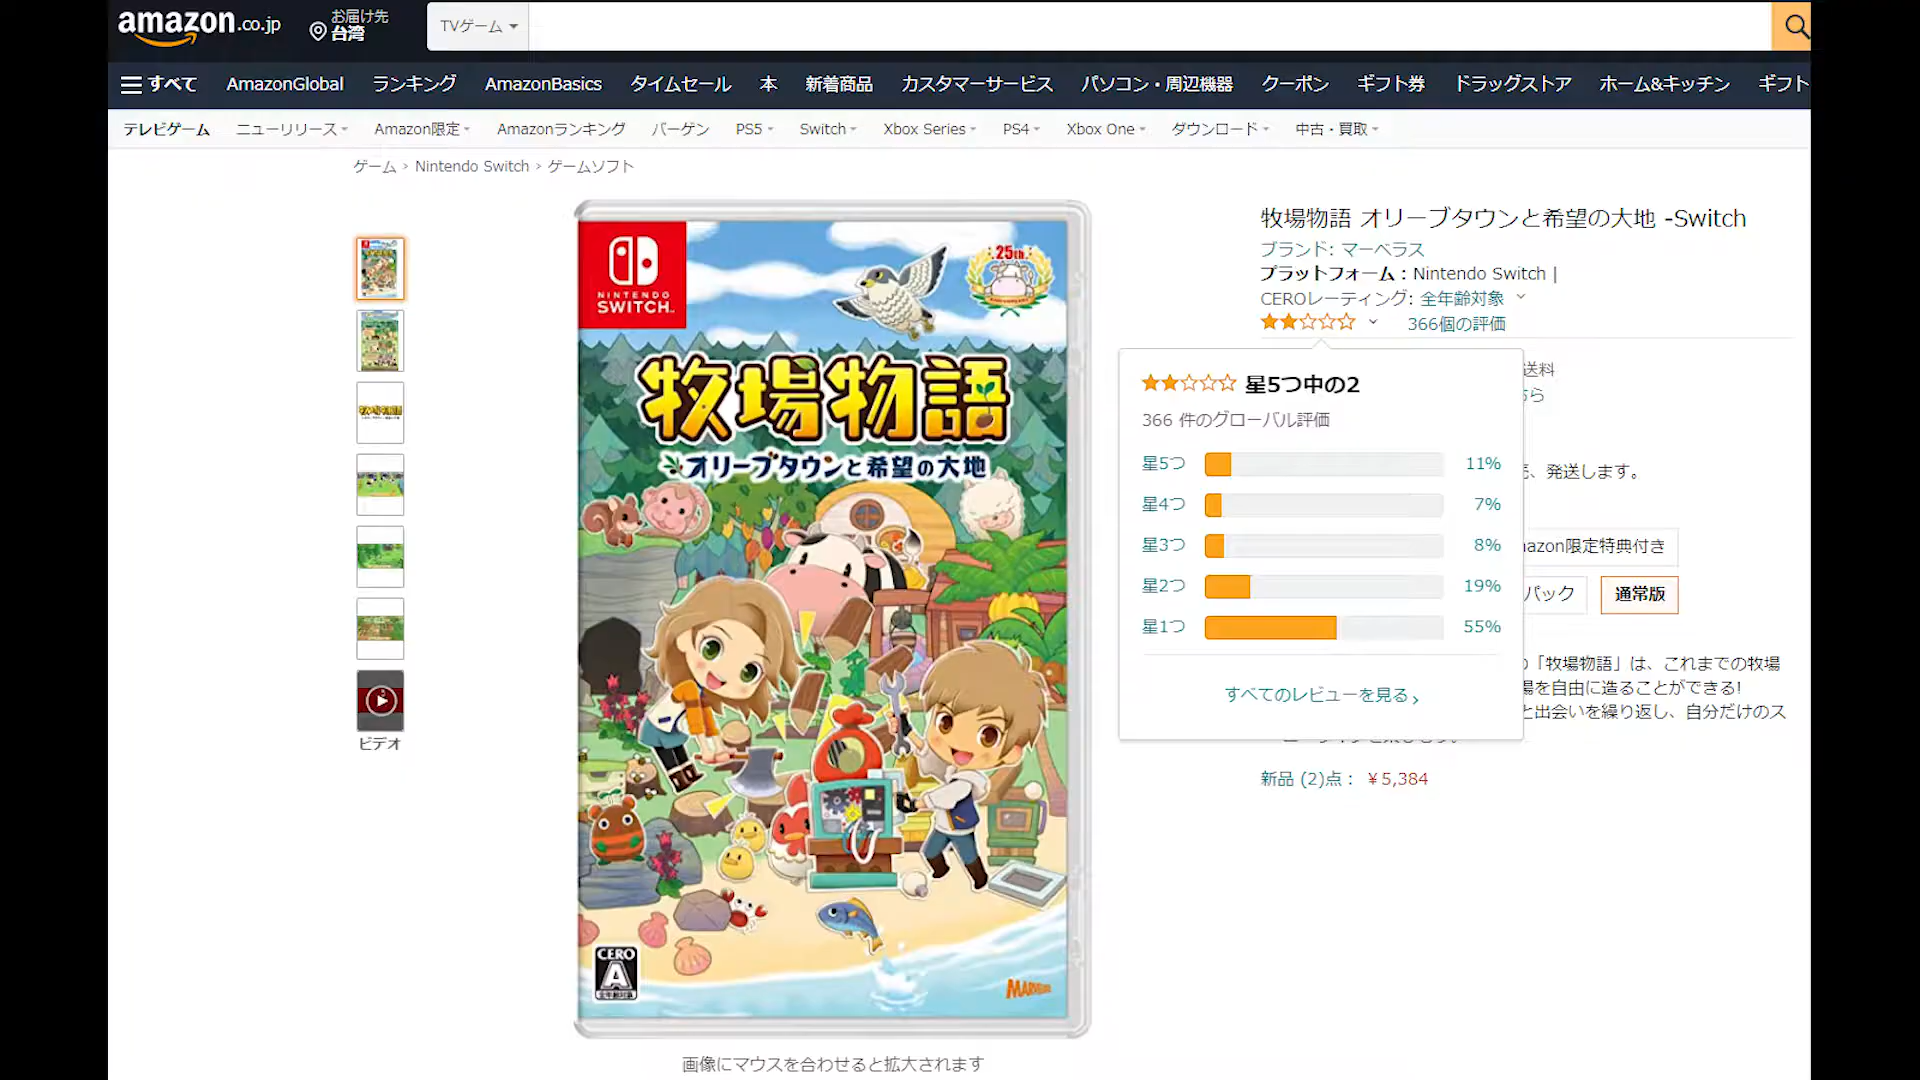 amazon.co.jp
お届け先
台湾
TVゲーム
すべて AmazonGlobal ランキング AmazonBasics タイムセール 本 新着商品 カスタマーサービス パソコン・周辺機器 クーポン ギフト券 ドラッグストア ホーム&キッチン ギフト
テレビゲーム ニューリリース Amazon限定 Amazonランキング バーゲン PS5 Switch Xbox Series PS4 Xbox One ダウンロード 中古・買取
ゲーム › Nintendo Switch › ゲームソフト
ビデオ
NINTENDO
SWITCH
25th
牧場物語
オリーブタウンと希望の大地
CERO
A
全年齢対象
MARVELOUS
画像にマウスを合わせると拡大されます
牧場物語 オリーブタウンと希望の大地 -Switch
ブランド: マーベラス
プラットフォーム : Nintendo Switch |
CEROレーティング: 全年齢対象
366個の評価
送料
星5つ中の2
366 件のグローバル評価
星5つ 11%
星4つ 7%
星3つ 8%
星2つ 19%
星1つ 55%
すべてのレビューを見る ›
、発送します。
azon限定特典付き
パック
通常版
「牧場物語」は、これまでの牧場
場を自由に造ることができる!
と出会いを繰り返し、自分だけのス
新品 (2)点： ￥5,384